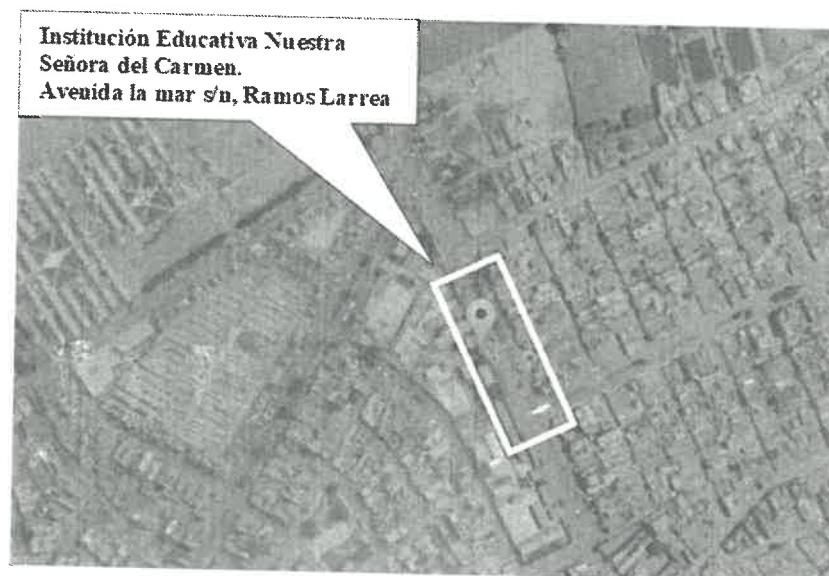 Institución Educativa Nuestra
Señora del Carmen.
Avenida la mar s/n, Ramos Larrea